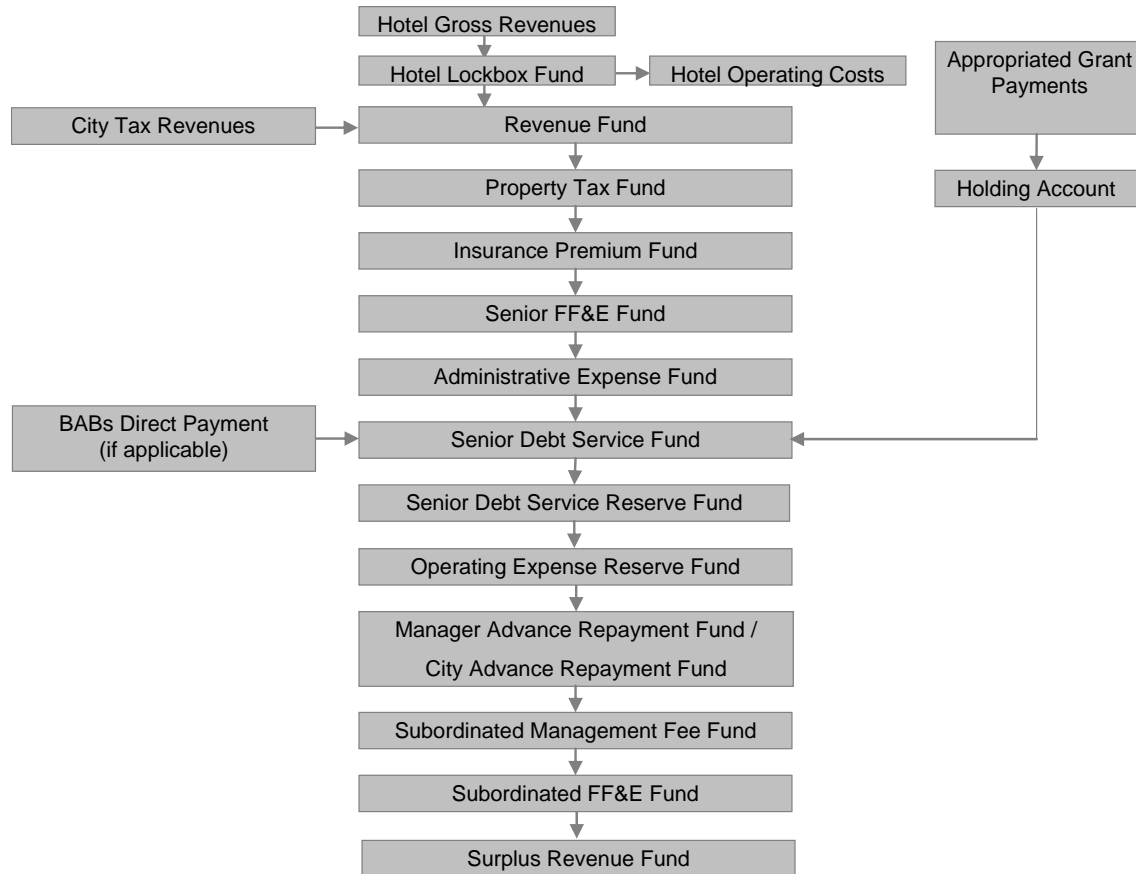 Hotel Gross Revenues
Hotel Lockbox Fund
Hotel Operating Costs
Appropriated Grant
Payments
City Tax Revenues
Revenue Fund
Property Tax Fund
Holding Account
Insurance Premium Fund
Senior FF&E Fund
Administrative Expense Fund
BABs Direct Payment
(if applicable)
Senior Debt Service Fund
Senior Debt Service Reserve Fund
Operating Expense Reserve Fund
Manager Advance Repayment Fund /
City Advance Repayment Fund
Subordinated Management Fee Fund
Subordinated FF&E Fund
Surplus Revenue Fund